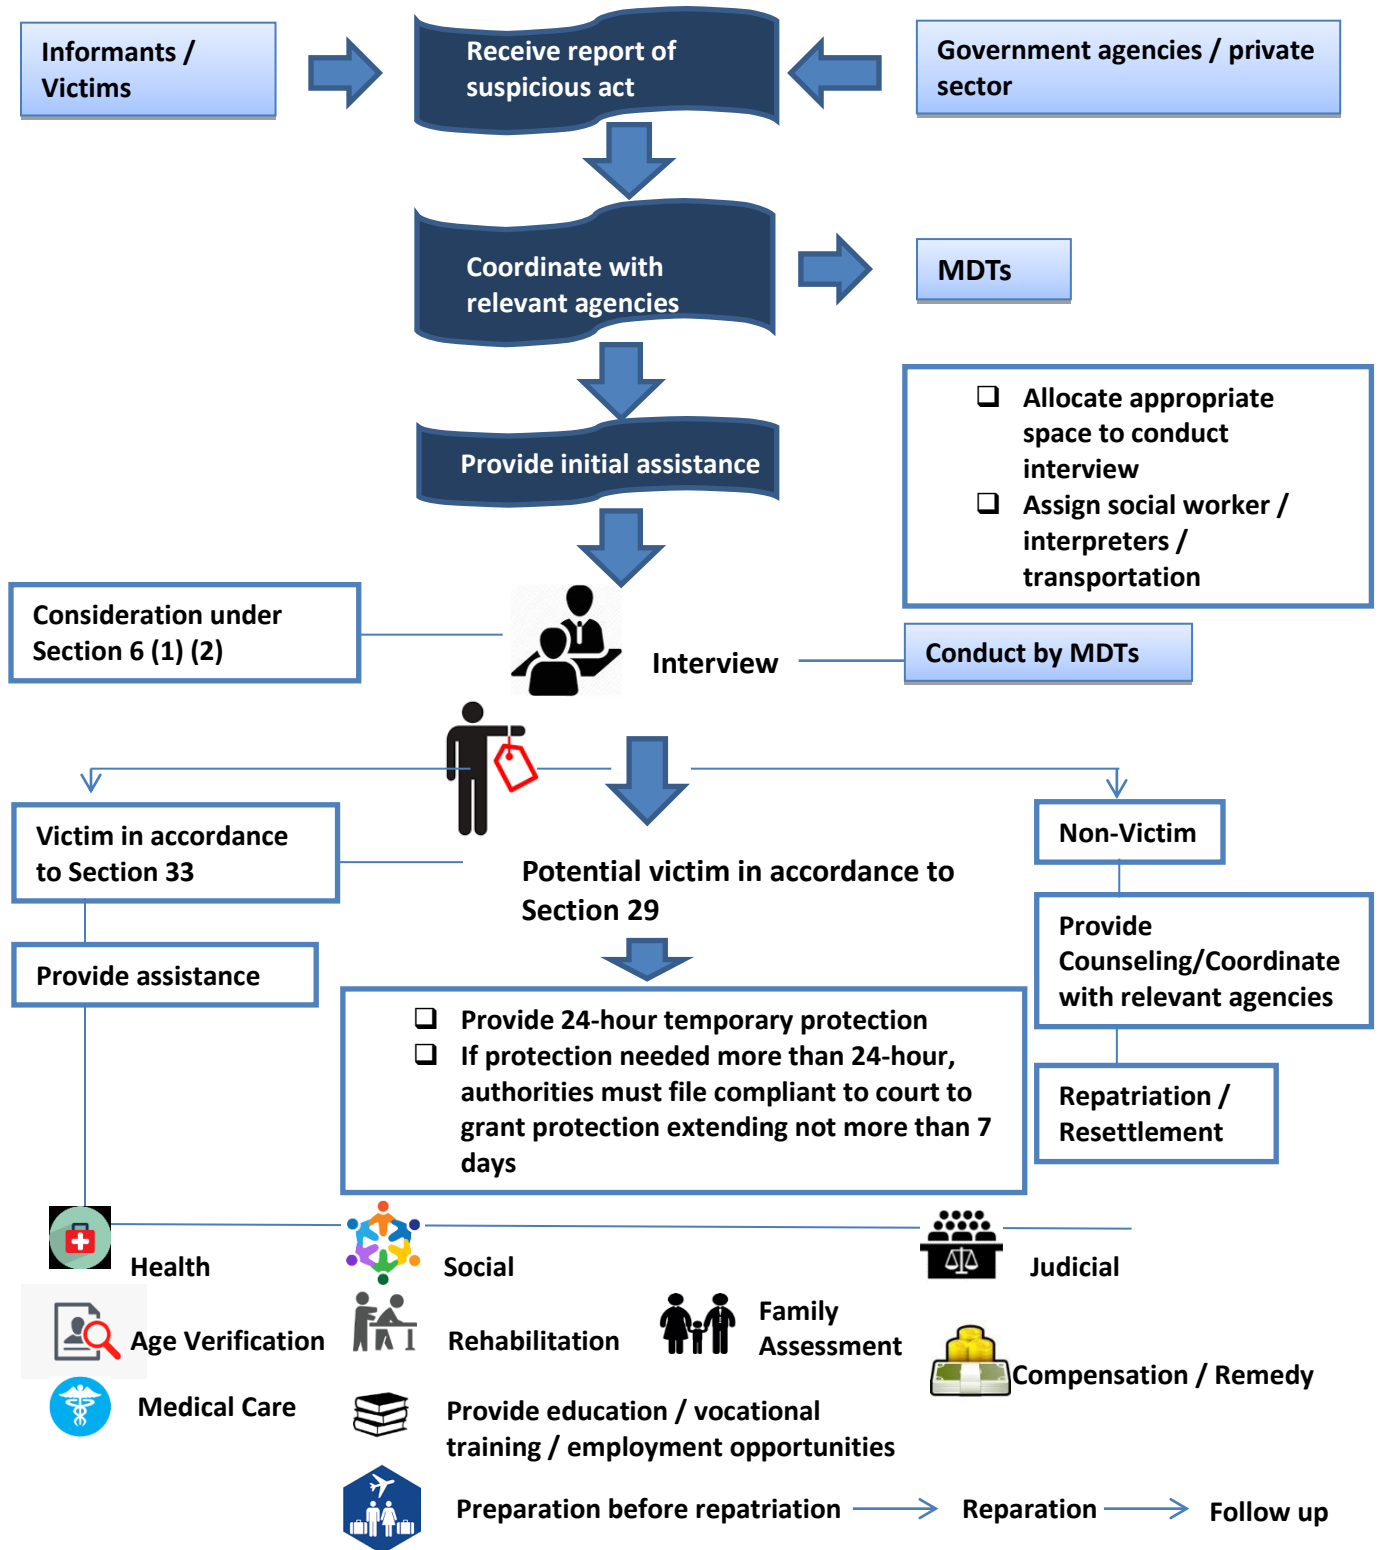 Informants /
Victims
Receive report of
suspicious act
Government agencies / private
sector
Coordinate with
relevant agencies
MDTs
Provide initial assistance
❑ Allocate appropriate
space to conduct
interview
❑ Assign social worker /
interpreters /
transportation
Consideration under
Section 6 (1) (2)
Interview
Conduct by MDTs
Victim in accordance
to Section 33
Potential victim in accordance to
Section 29
Non-Victim
Provide assistance
Provide
Counseling/Coordinate
with relevant agencies
❑ Provide 24-hour temporary protection
❑ If protection needed more than 24-hour,
authorities must file compliant to court to
grant protection extending not more than 7
days
Repatriation /
Resettlement
Health
Social
Judicial
Age Verification
Rehabilitation
Family
Assessment
Compensation / Remedy
Medical Care
Provide education / vocational
training / employment opportunities
Preparation before repatriation
Reparation
Follow up